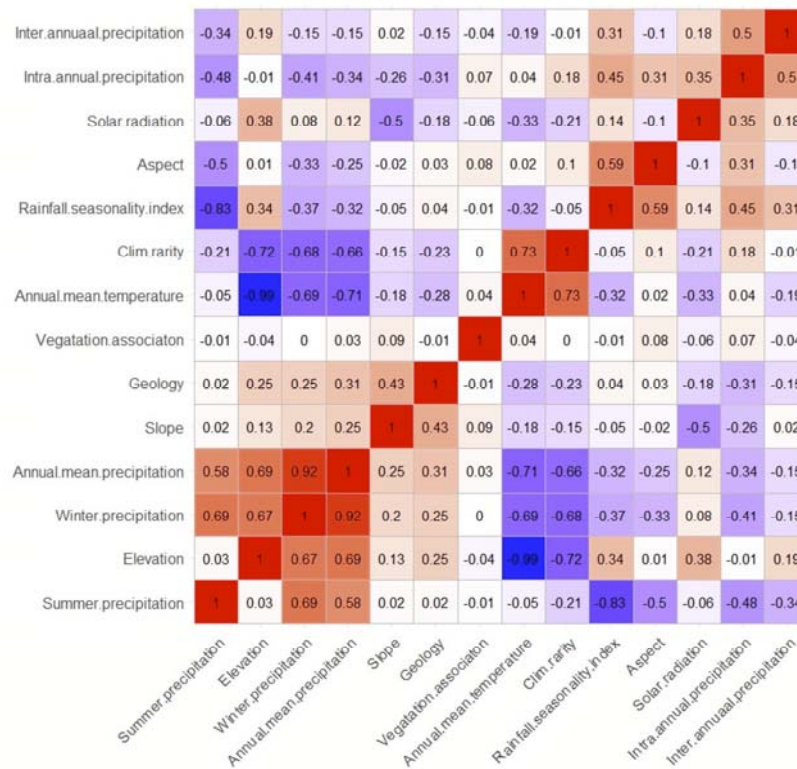 Inter.annuaal.precipitation -0.34 0.19 -0.15 -0.15 0.02 -0.15 -0.04 -0.19 -0.01 0.31 -0.1 0.18 0.5 1
Intra.annual.precipitation -0.48 -0.01 -0.41 -0.34 -0.26 -0.31 0.07 0.04 0.18 0.45 0.31 0.35 1 0.5
Solar.radiation -0.06 0.38 0.08 0.12 -0.5 -0.18 -0.06 -0.33 -0.21 0.14 -0.1 1 0.35 0.18
Aspect -0.5 0.01 -0.33 -0.25 -0.02 0.03 0.08 0.02 0.1 0.59 1 -0.1 0.31 -0.1
Rainfall.seasonality.index -0.83 0.34 -0.37 -0.32 -0.05 0.04 -0.01 -0.32 -0.05 1 0.59 0.14 0.45 0.31
Clim.rarity -0.21 -0.72 -0.68 -0.66 -0.15 -0.23 0 0.73 1 -0.05 0.1 -0.21 0.18 -0.01
Annual.mean.temperature -0.05 -0.99 -0.69 -0.71 -0.18 -0.28 0.04 1 0.73 -0.32 0.02 -0.33 0.04 -0.19
Vegatation.associaton -0.01 -0.04 0 0.03 0.09 -0.01 1 0.04 0 -0.01 0.08 -0.06 0.07 -0.04
Geology 0.02 0.25 0.25 0.31 0.43 1 -0.01 -0.28 -0.23 0.04 0.03 -0.18 -0.31 -0.15
Slope 0.02 0.13 0.2 0.25 1 0.43 0.09 -0.18 -0.15 -0.05 -0.02 -0.5 -0.26 0.02
Annual.mean.precipitation 0.58 0.69 0.92 1 0.25 0.31 0.03 -0.71 -0.66 -0.32 -0.25 0.12 -0.34 -0.15
Winter.precipitation 0.69 0.67 1 0.92 0.2 0.25 0 -0.69 -0.68 -0.37 -0.33 0.08 -0.41 -0.15
Elevation 0.03 1 0.67 0.69 0.13 0.25 -0.04 -0.99 -0.72 0.34 0.01 0.38 -0.01 0.19
Summer.precipitation 1 0.03 0.69 0.58 0.02 0.02 -0.01 -0.05 -0.21 -0.83 -0.5 -0.06 -0.48 -0.34
Summer.precipitation
Elevation
Winter.precipitation
Annual.mean.precipitation
Slope
Geology
Vegatation.associaton
Annual.mean.temperature
Clim.rarity
Rainfall.seasonality.index
Aspect
Solar.radiation
Intra.annual.precipitation
Inter.annuaal.precipitation